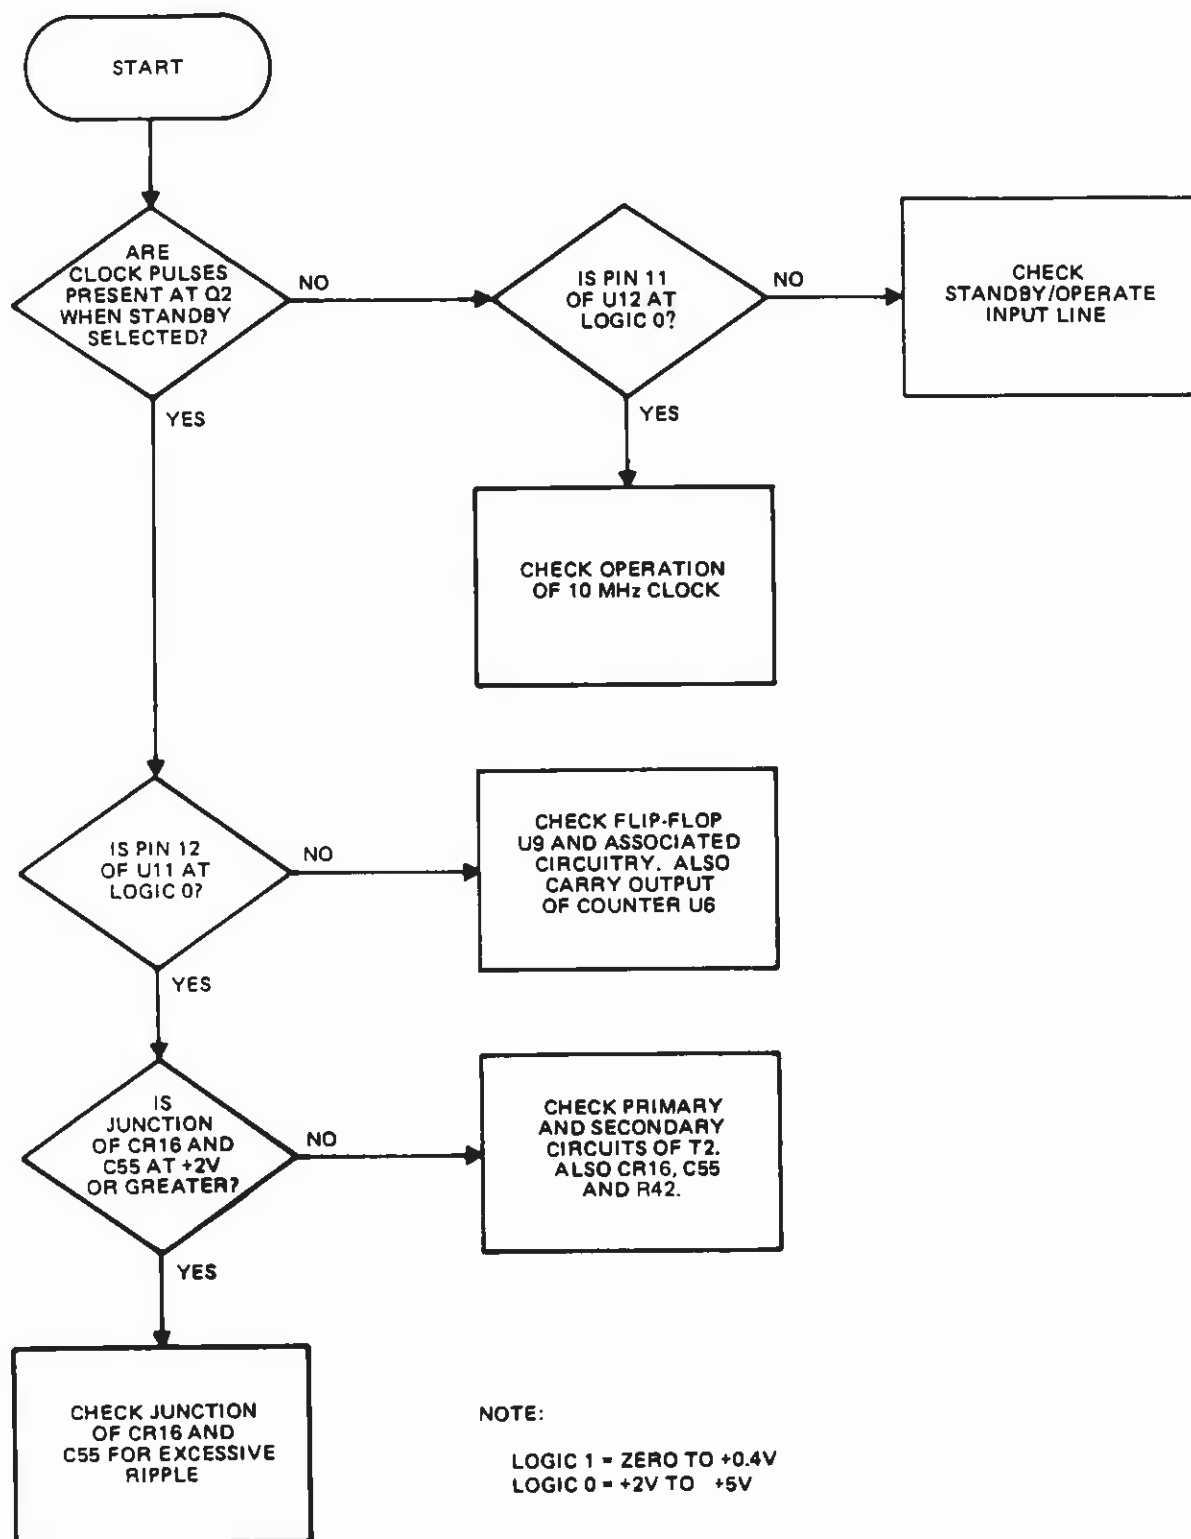 START
ARE
CLOCK PULSES
PRESENT AT Q2
WHEN STANDBY
SELECTED?
NO
YES
IS PIN 11
OF U12 AT
LOGIC 0?
NO
YES
CHECK
STANDBY/OPERATE
INPUT LINE
CHECK OPERATION
OF 10 MHz CLOCK
IS PIN 12
OF U11 AT
LOGIC 0?
NO
YES
CHECK FLIP-FLOP
U9 AND ASSOCIATED
CIRCUITRY. ALSO
CARRY OUTPUT
OF COUNTER U6
IS
JUNCTION
OF CR16 AND
C55 AT +2V
OR GREATER?
NO
YES
CHECK PRIMARY
AND SECONDARY
CIRCUITS OF T2.
ALSO CR16, C55
AND R42.
CHECK JUNCTION
OF CR16 AND
C55 FOR EXCESSIVE
RIPPLE
NOTE:
LOGIC 1 = ZERO TO +0.4V
LOGIC 0 = +2V TO +5V